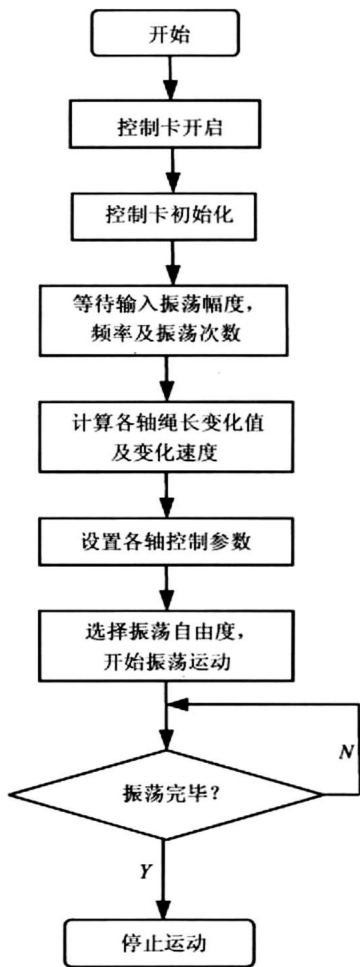 开始
控制卡开启
控制卡初始化
等待输入振荡幅度，
频率及振荡次数
计算各轴绳长变化值
及变化速度
设置各轴控制参数
选择振荡自由度，
开始振荡运动
N
振荡完毕？
Y
停止运动